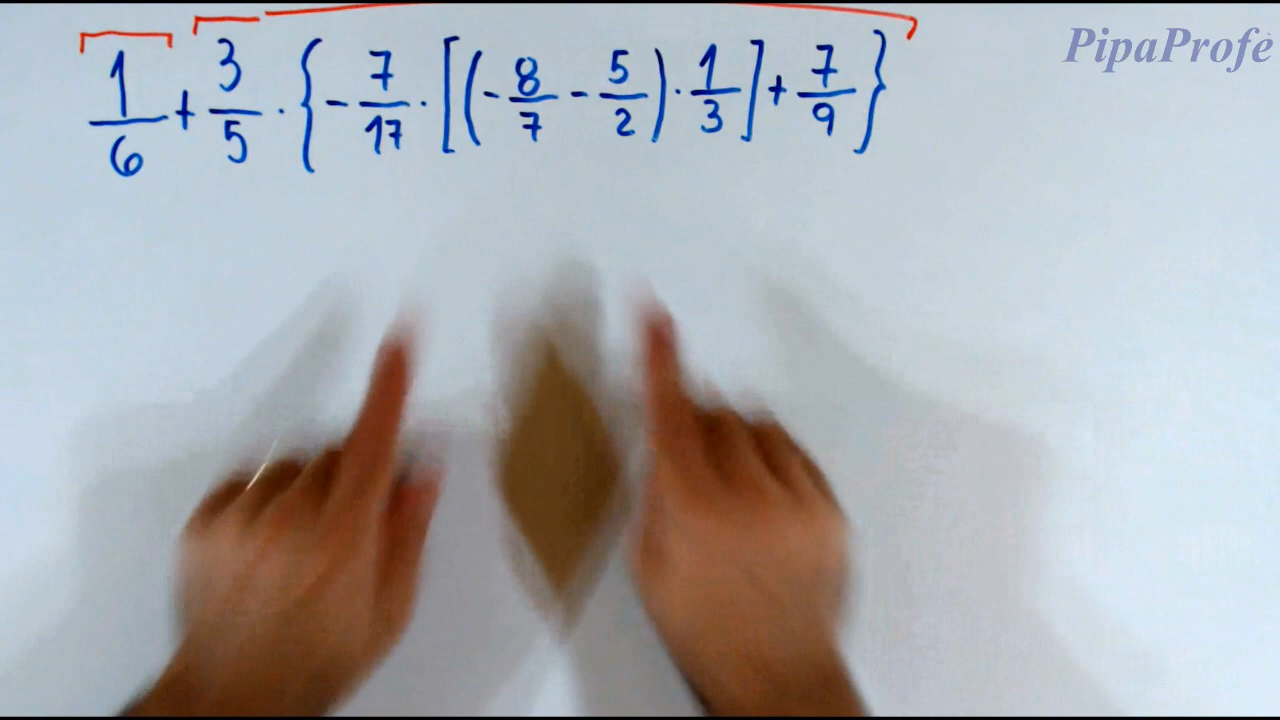 1/6 + 3/5 · { - 7/17 · [ ( - 8/7 - 5/2 ) · 1/3 ] + 7/9 }
PipaProfe